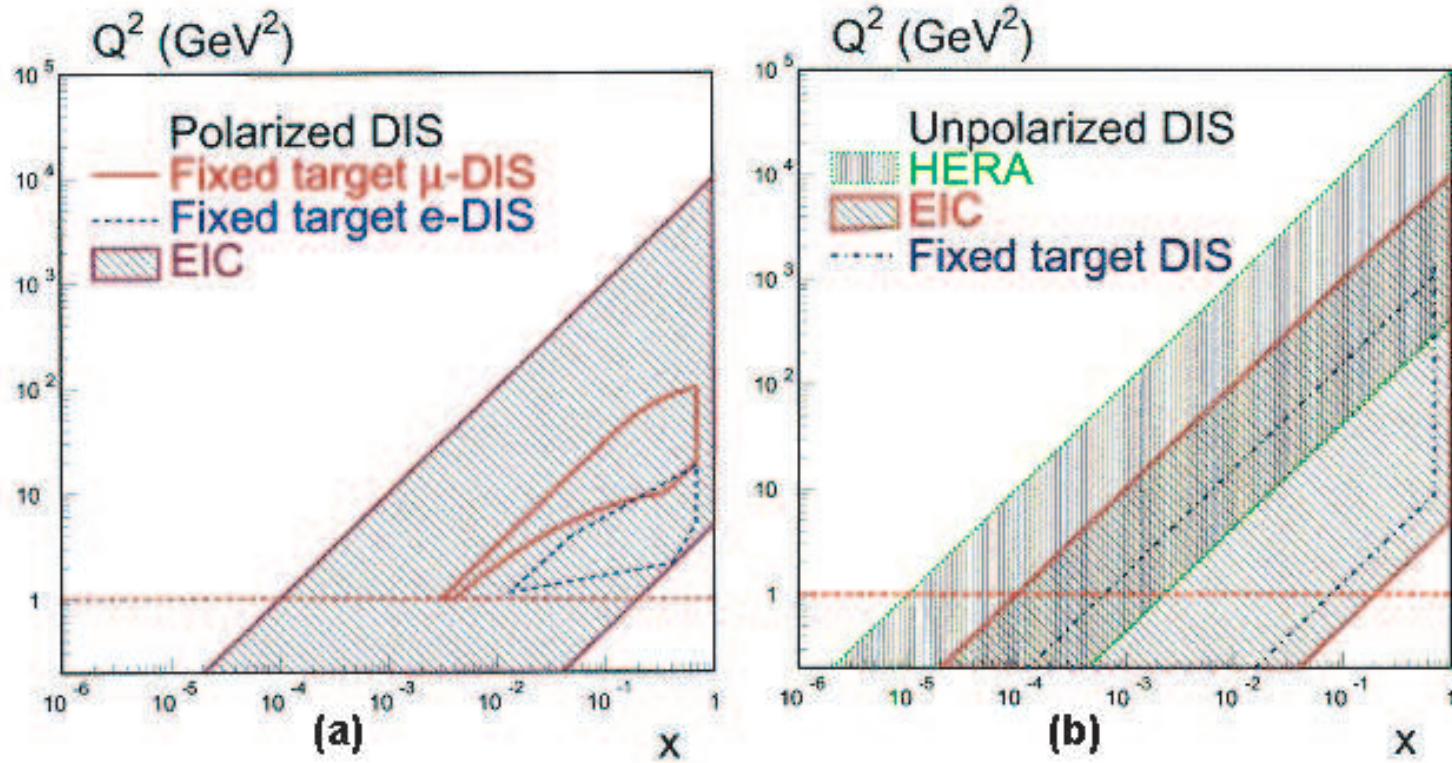 Q² (GeV²)
10⁵
10⁴
10³
10²
10
1
Polarized DIS
Fixed target μ-DIS
Fixed target e-DIS
EIC
10⁻⁶
10⁻⁵
10⁻⁴
10⁻³
10⁻²
10⁻¹
1
(a)
x
Q² (GeV²)
10⁵
10⁴
10³
10²
10
1
Unpolarized DIS
HERA
EIC
Fixed target DIS
10⁻⁶
10⁻⁵
10⁻⁴
10⁻³
10⁻²
10⁻¹
1
(b)
x